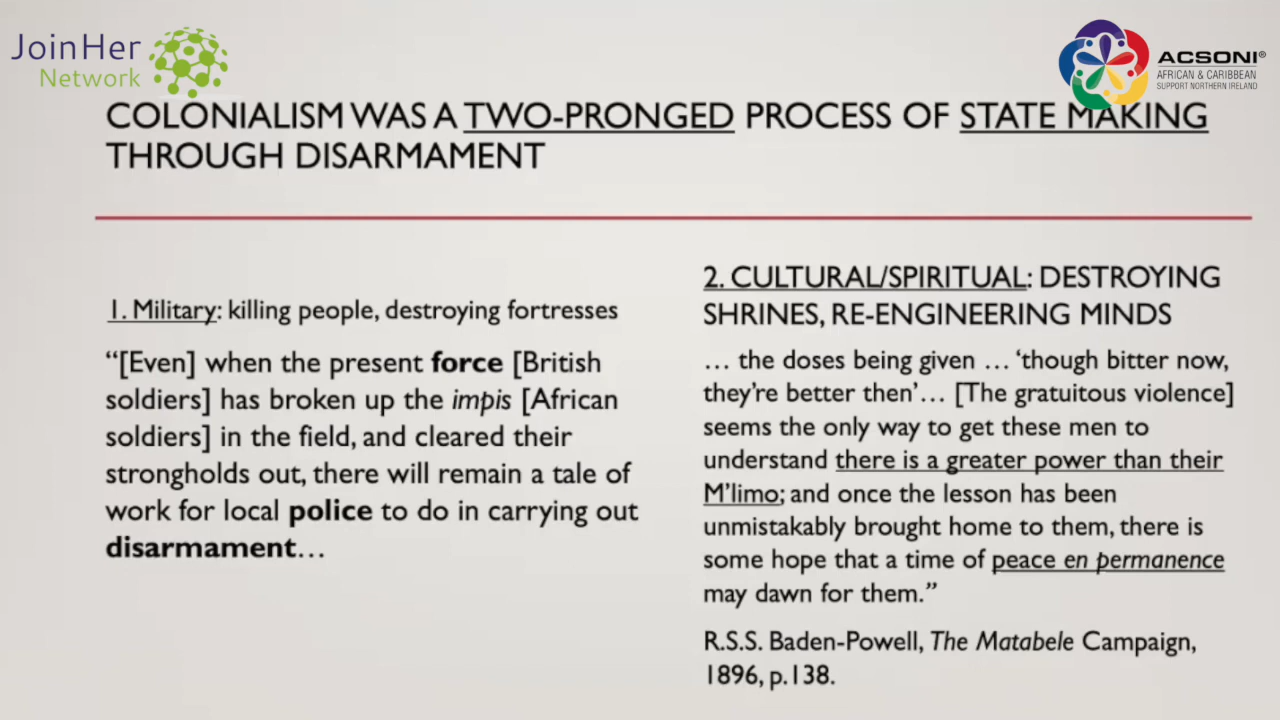 JoinHer
Network
ACSONI®
AFRICAN & CARIBBEAN
SUPPORT NORTHERN IRELAND
COLONIALISM WAS A TWO-PRONGED PROCESS OF STATE MAKING
THROUGH DISARMAMENT
1. Military: killing people, destroying fortresses
“[Even] when the present force [British
soldiers] has broken up the impis [African
soldiers] in the field, and cleared their
strongholds out, there will remain a tale of
work for local police to do in carrying out
disarmament…
2. CULTURAL/SPIRITUAL: DESTROYING
SHRINES, RE-ENGINEERING MINDS
… the doses being given … ‘though bitter now,
they’re better then’… [The gratuitous violence]
seems the only way to get these men to
understand there is a greater power than their
M’limo; and once the lesson has been
unmistakably brought home to them, there is
some hope that a time of peace en permanence
may dawn for them.”
R.S.S. Baden-Powell, The Matabele Campaign,
1896, p.138.